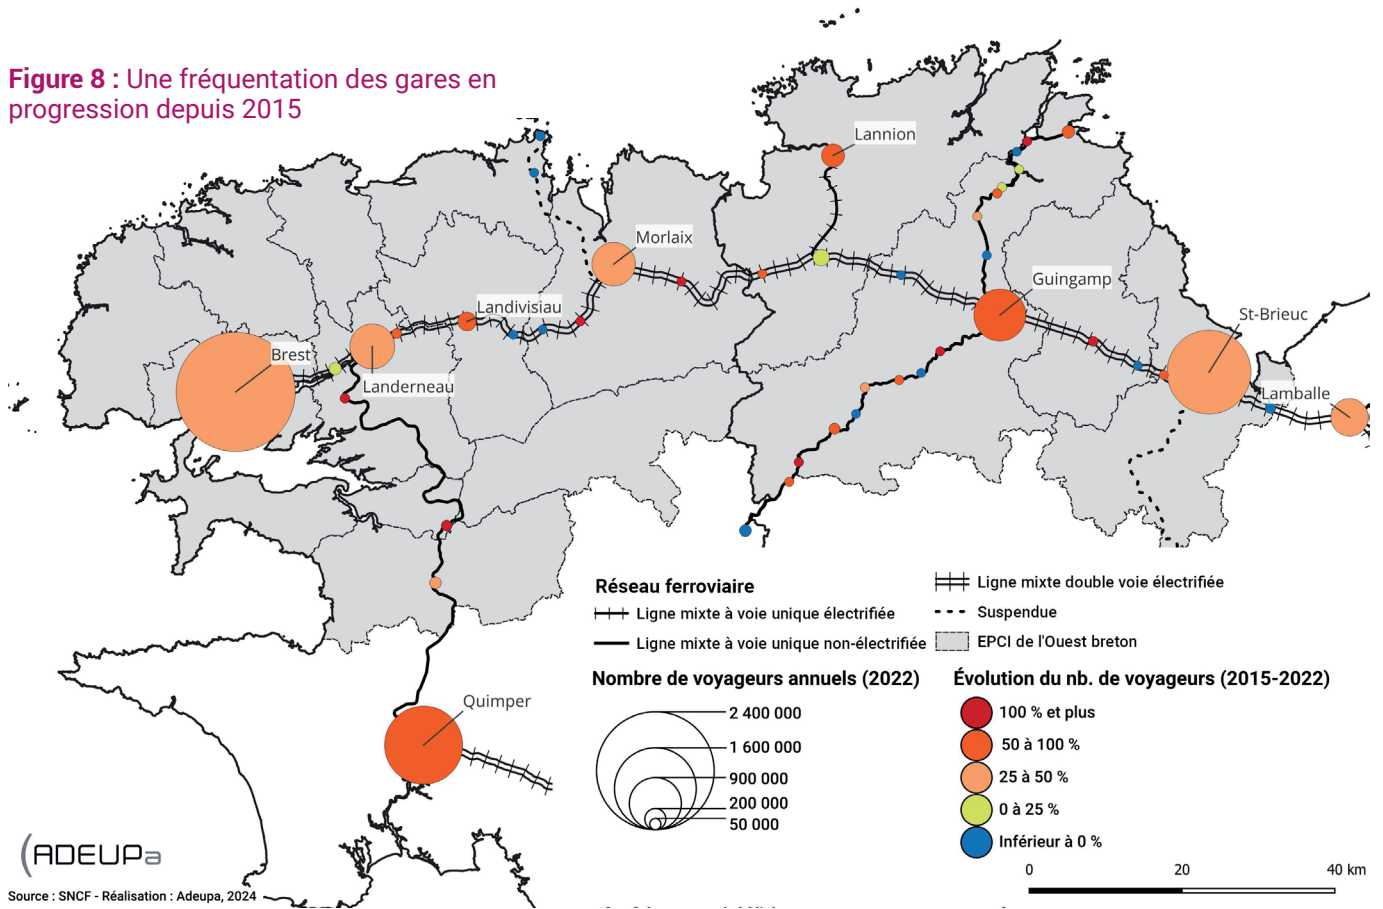 Figure 8 : Une fréquentation des gares en
progression depuis 2015
Lannion
Morlaix
Guingamp
Landivisiau
St-Brieuc
Brest
Landerneau
Lamballe
Quimper
Réseau ferroviaire
Ligne mixte à voie unique électrifiée
Ligne mixte à voie unique non-électrifiée
Ligne mixte double voie électrifiée
Suspendue
EPCI de l'Ouest breton
Nombre de voyageurs annuels (2022)
2 400 000
1 600 000
900 000
200 000
50 000
Évolution du nb. de voyageurs (2015-2022)
100 % et plus
50 à 100 %
25 à 50 %
0 à 25 %
Inférieur à 0 %
0 20 40 km
ADEUPa
Source : SNCF - Réalisation : Adeupa, 2024